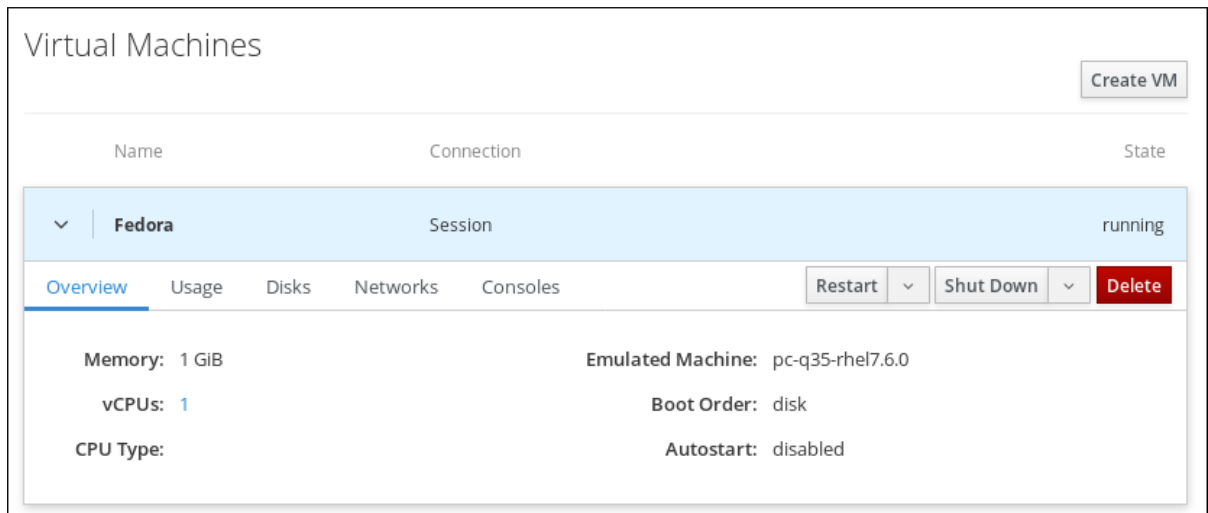 Virtual Machines
Create VM
Name Connection State
Fedora Session running
Overview Usage Disks Networks Consoles Restart Shut Down Delete
Memory: 1 GiB Emulated Machine: pc-q35-rhel7.6.0
vCPUs: 1 Boot Order: disk
CPU Type: Autostart: disabled